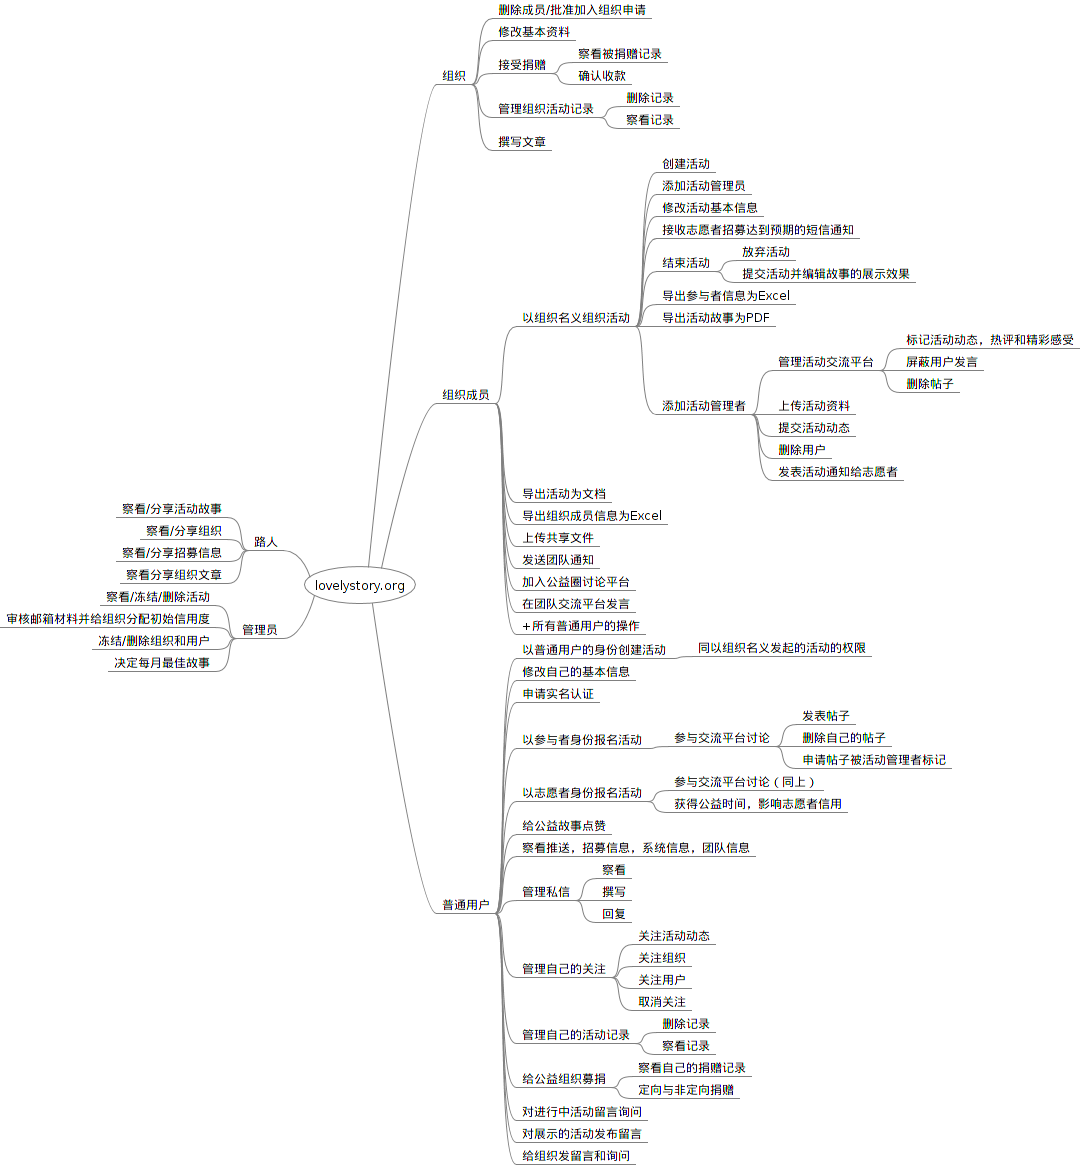 lovelystory.org
组织
删除成员/批准加入组织申请
修改基本资料
接受捐赠
察看被捐赠记录
确认收款
管理组织活动记录
删除记录
察看记录
撰写文章
组织成员
以组织名义组织活动
创建活动
添加活动管理员
修改活动基本信息
接收志愿者招募达到预期的短信通知
结束活动
放弃活动
提交活动并编辑故事的展示效果
导出参与者信息为Excel
导出活动故事为PDF
添加活动管理者
管理活动交流平台
标记活动动态，热评和精彩感受
屏蔽用户发言
删除帖子
上传活动资料
提交活动动态
删除用户
发表活动通知给志愿者
导出活动为文档
导出组织成员信息为Excel
上传共享文件
发送团队通知
加入公益圈讨论平台
在团队交流平台发言
+所有普通用户的操作
路人
察看/分享活动故事
察看/分享组织
察看/分享招募信息
察看分享组织文章
管理员
察看/冻结/删除活动
审核邮箱材料并给组织分配初始信用度
冻结/删除组织和用户
决定每月最佳故事
普通用户
以普通用户的身份创建活动
同以组织名义发起的活动的权限
修改自己的基本信息
申请实名认证
以参与者身份报名活动
参与交流平台讨论
发表帖子
删除自己的帖子
申请帖子被活动管理者标记
以志愿者身份报名活动
参与交流平台讨论（同上）
获得公益时间，影响志愿者信用
给公益故事点赞
察看推送，招募信息，系统信息，团队信息
管理私信
察看
撰写
回复
管理自己的关注
关注活动动态
关注组织
关注用户
取消关注
管理自己的活动记录
删除记录
察看记录
给公益组织募捐
察看自己的捐赠记录
定向与非定向捐赠
对进行中活动留言询问
对展示的活动发布留言
给组织发留言和询问